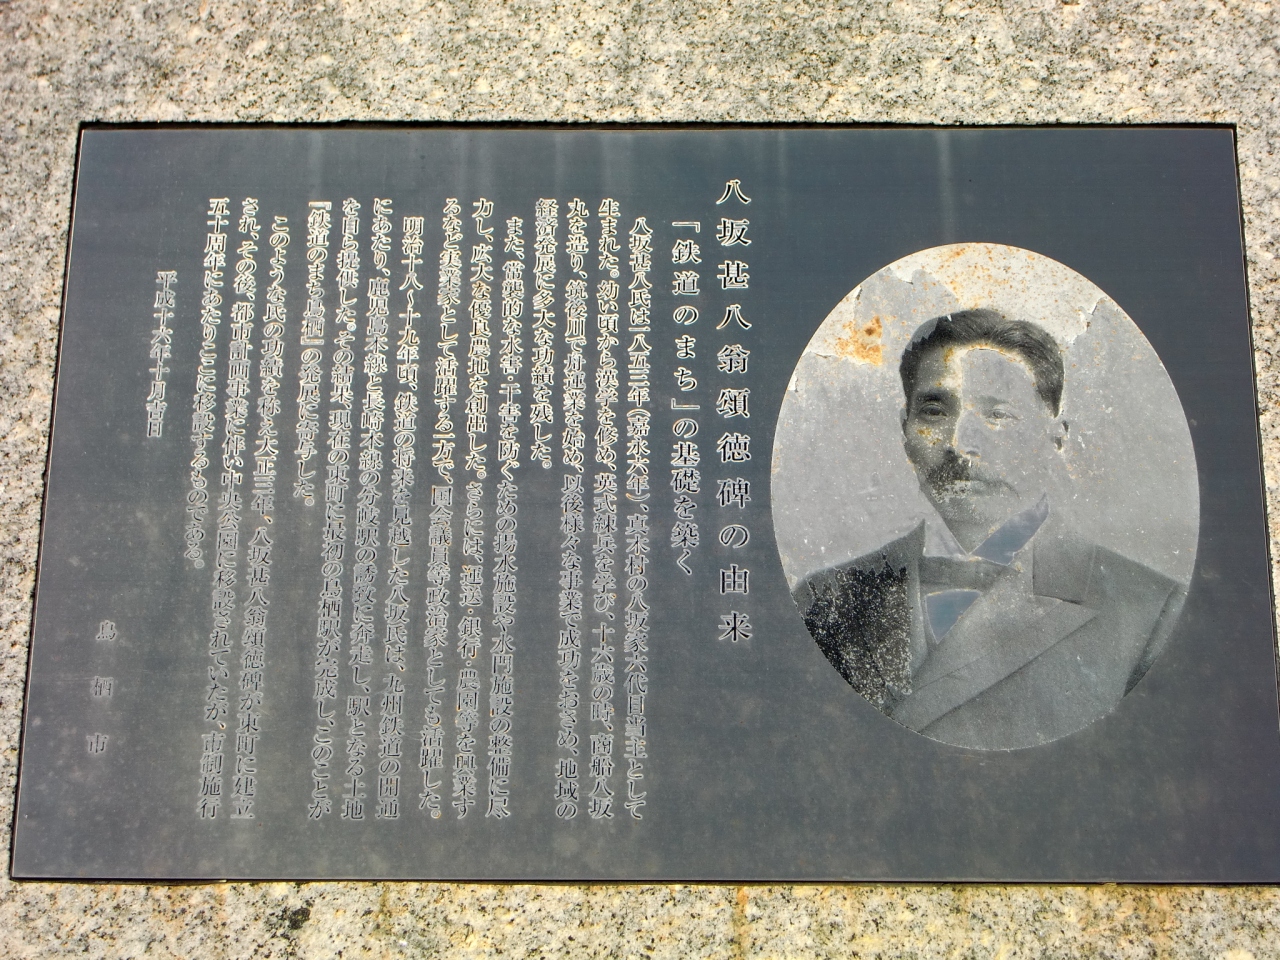 八坂甚八翁頌徳碑の由来
「鉄道のまち」の基礎を築く
八坂甚八氏は一八五三年(嘉永六年)、真木村の八坂家六代目当主として
生まれた。幼い頃から漢学を修め、英式練兵を学び、十六歳の時、商船八坂
丸を造り、筑後川で舟運業を始め、以後様々な事業で成功をおさめ、地域の
経済発展に多大な功績を残した。
また、常襲的な水害・干害を防ぐための揚水施設や水両施設の整備に尽
力し、広大な優良農地を創出した。さらには、運送・銀行・農園等を興業す
るなど実業家として活躍する一方で、国会議員等政治家としても活躍した。
明治十八〜十九年頃、鉄道の将来を見越した八坂氏は、九州鉄道の開通
にあたり、鹿児島本線と長崎本線の分岐駅の誘致に奔走し、駅となる土地
を自ら提供した。その結果、現在の東町に最初の鳥栖駅が完成し、このことが
『鉄道のまち鳥栖』の発展に寄与した。
このような氏の功績を称え大正三年、八坂甚八翁頌徳碑が東町に建立
され、その後、都市計画事業に伴い中央公園に移設されていたが、市制施行
五十周年にあたりここに移設するものである。
平成十六年十月吉日
鳥栖市